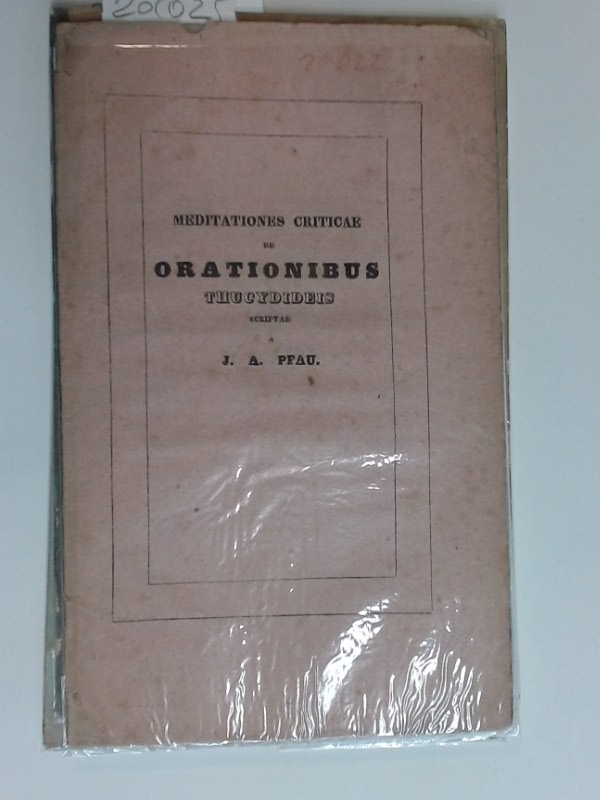 MEDITATIONES CRITICAE
DE
ORATIONIBUS
THUCYDIDEIS
SCRIPTAE
A
J. A. PFAU.